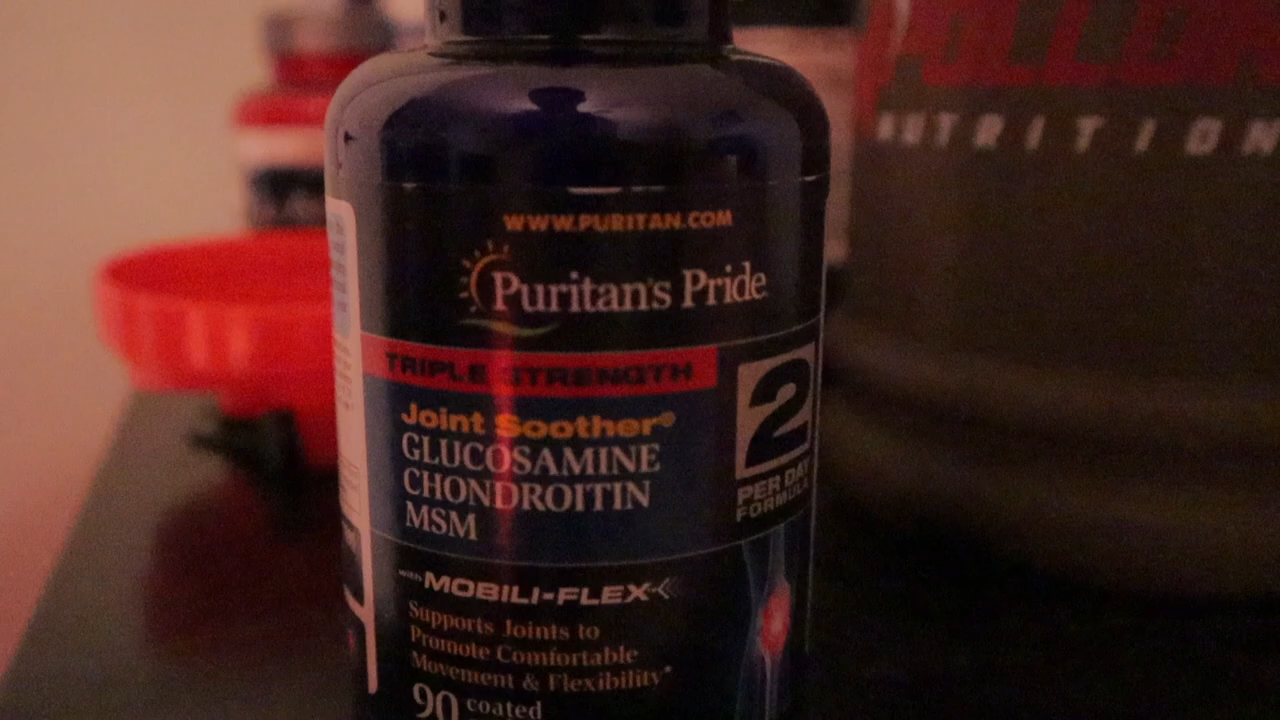 WWW.PURITAN.COM
Puritan's Pride
TRIPLE STRENGTH
Joint Soother®
GLUCOSAMINE
CHONDROITIN
MSM
2
PER DAY
FORMULA
with MOBILI-FLEX
Supports Joints to
Promote Comfortable
Movement & Flexibility*
90 coated
NUTRITION